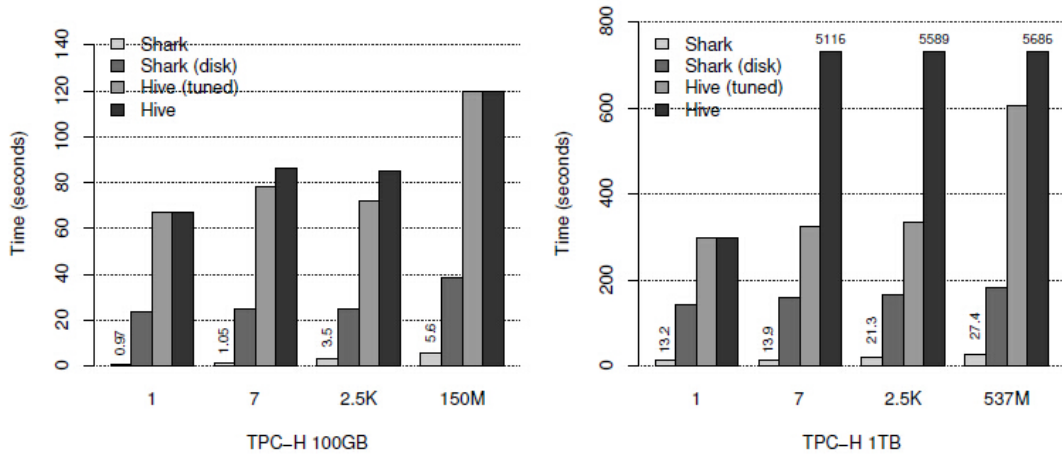 Time (seconds)
0
20
40
60
80
100
120
140
Shark
Shark (disk)
Hive (tuned)
Hive
0.97
1.05
3.5
5.6
1
7
2.5K
150M
TPC-H 100GB
Time (seconds)
0
200
400
600
800
Shark
Shark (disk)
Hive (tuned)
Hive
5116
5589
5686
13.2
13.9
21.3
27.4
1
7
2.5K
537M
TPC-H 1TB